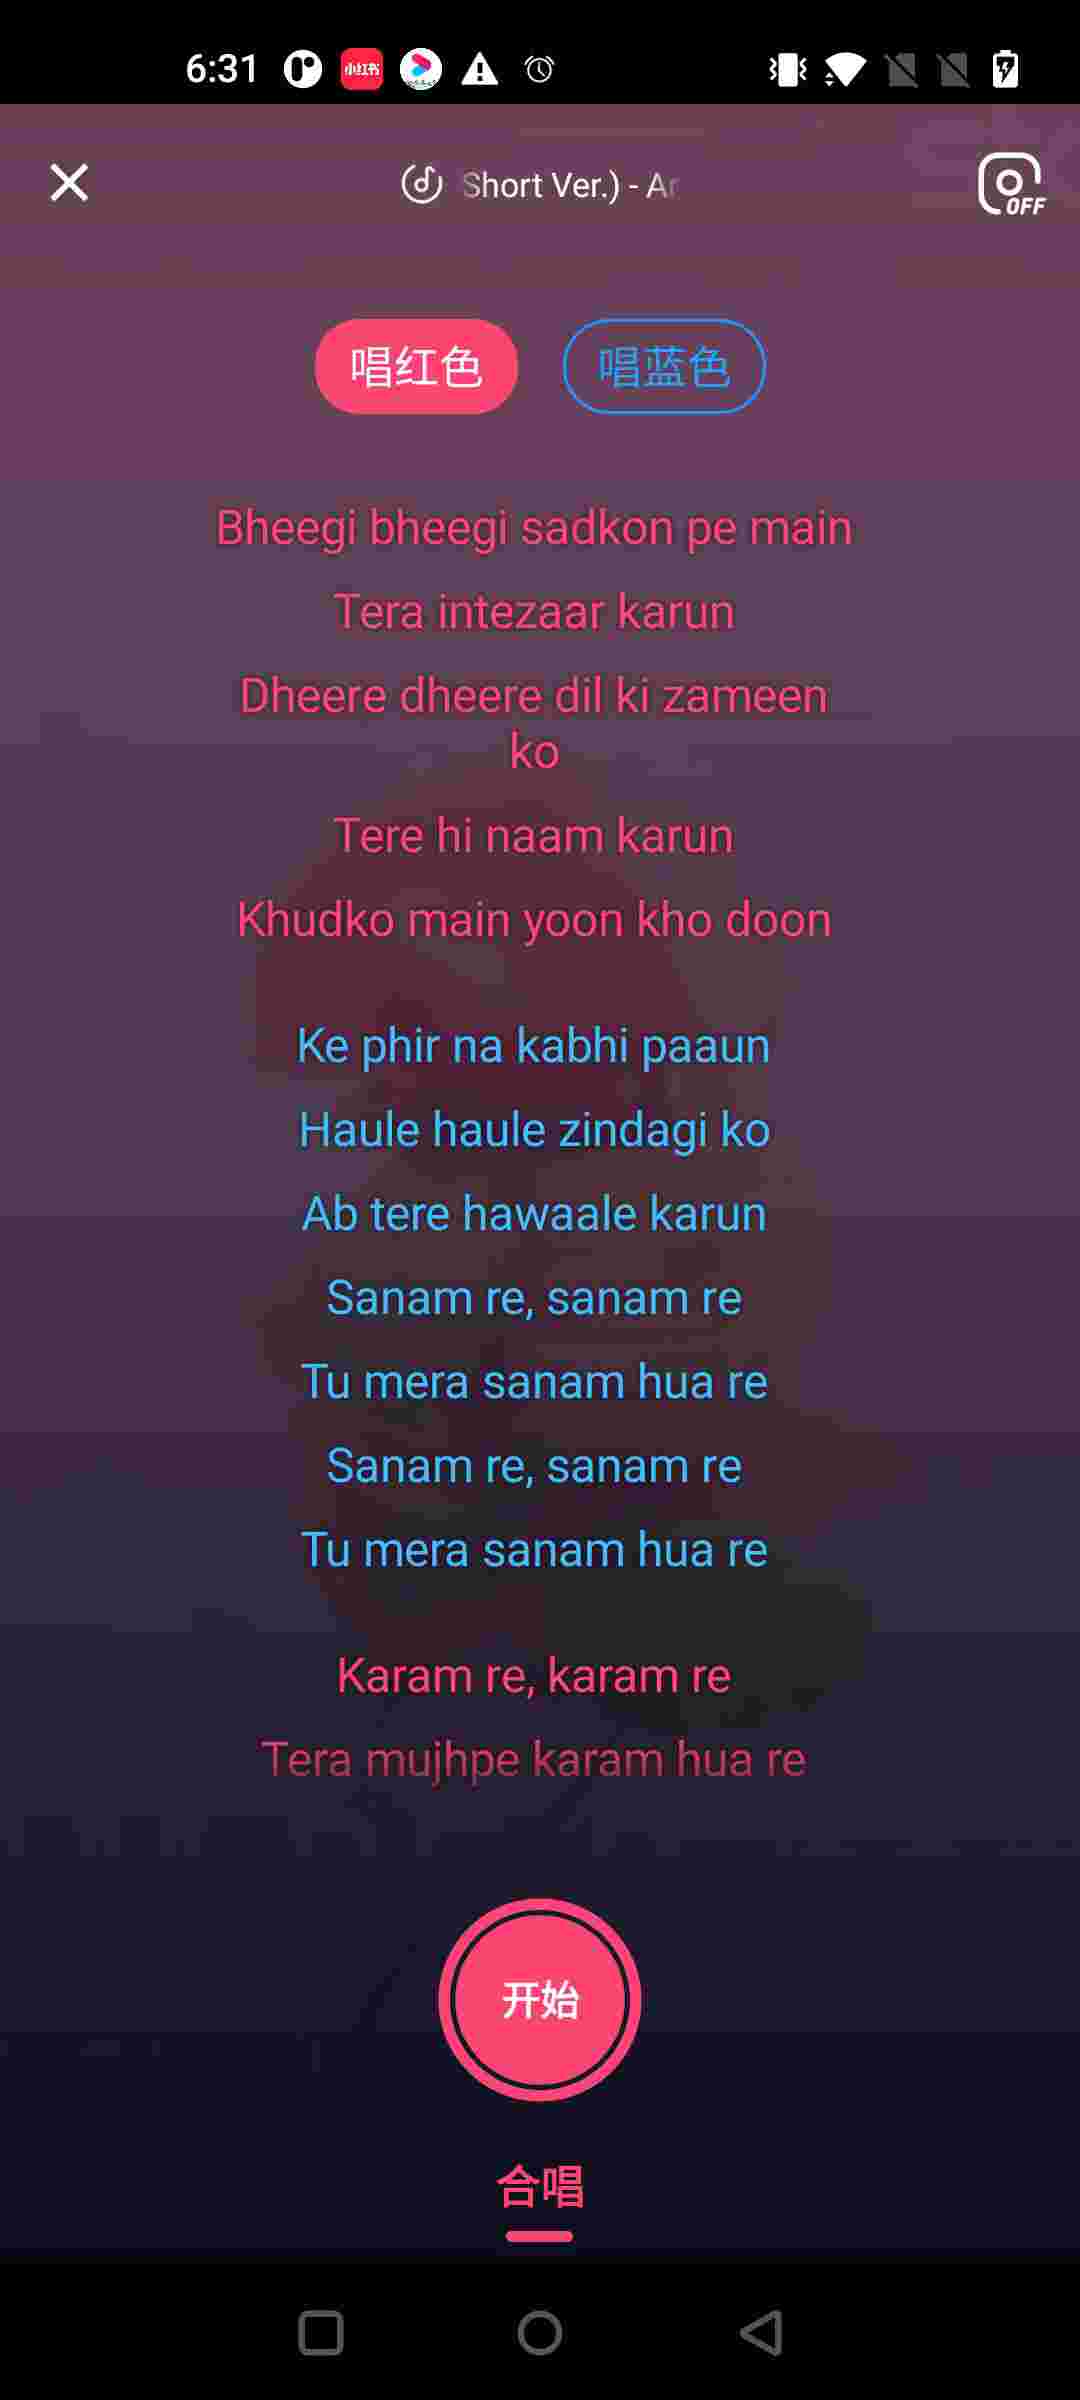 6:31
小红书
Short Ver.) - Ar
OFF
唱红色
唱蓝色
Bheegi bheegi sadkon pe main
Tera intezaar karun
Dheere dheere dil ki zameen
ko
Tere hi naam karun
Khudko main yoon kho doon
Ke phir na kabhi paaun
Haule haule zindagi ko
Ab tere hawaale karun
Sanam re, sanam re
Tu mera sanam hua re
Sanam re, sanam re
Tu mera sanam hua re
Karam re, karam re
Tera mujhpe karam hua re
开始
合唱